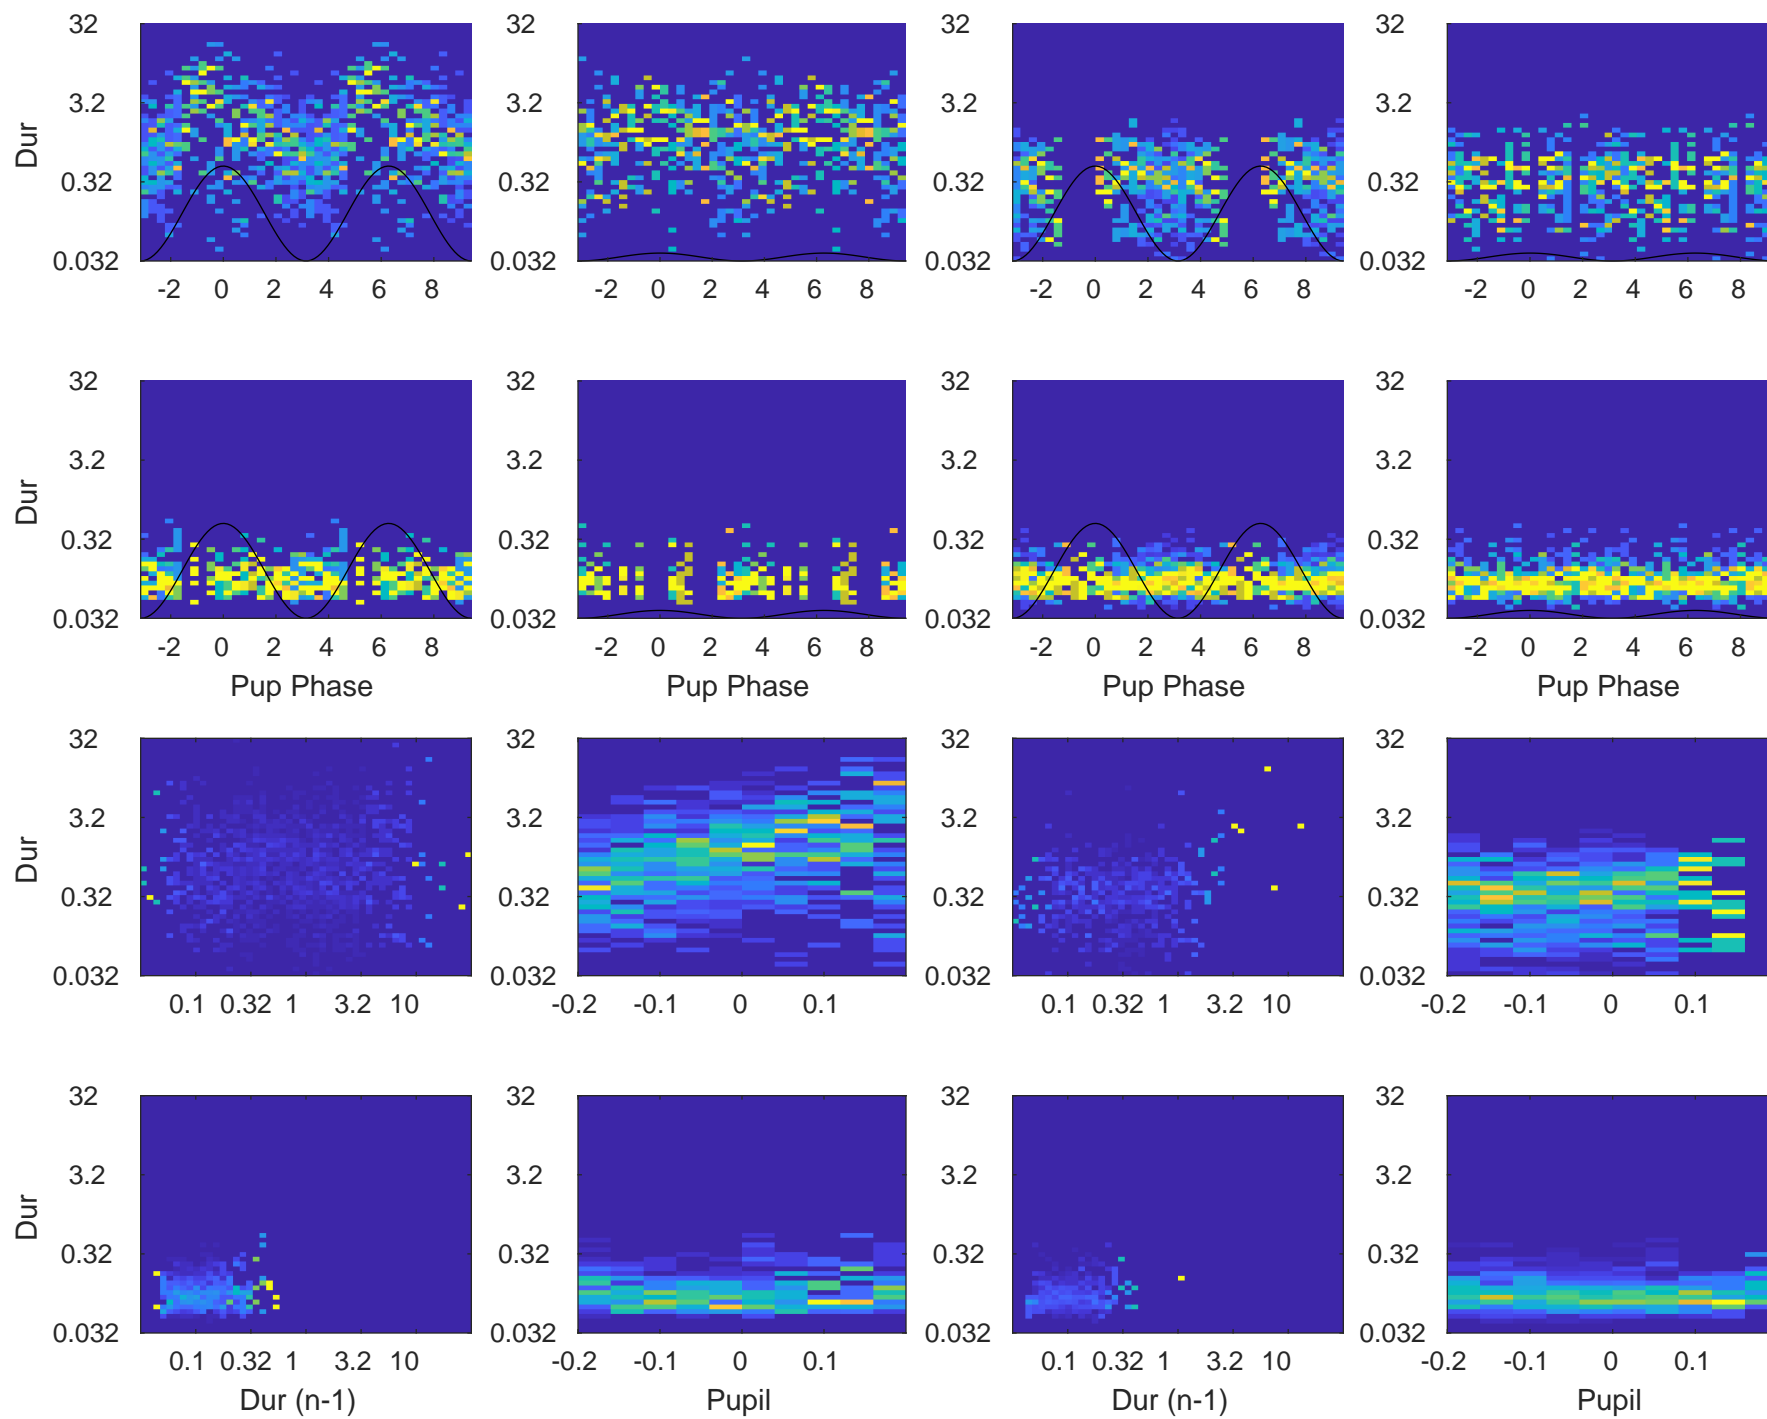 32 32 32 32
Dur 3.2 3.2 3.2 3.2
0.32 0.32 0.32 0.32
0.032 0.032 0.032 0.032
-2 0 2 4 6 8 -2 0 2 4 6 8 -2 0 2 4 6 8 -2 0 2 4 6 8
32 32 32 32
Dur 3.2 3.2 3.2 3.2
0.32 0.32 0.32 0.32
0.032 0.032 0.032 0.032
-2 0 2 4 6 8 -2 0 2 4 6 8 -2 0 2 4 6 8 -2 0 2 4 6 8
Pup Phase Pup Phase Pup Phase Pup Phase
32 32 32 32
Dur 3.2 3.2 3.2 3.2
0.32 0.32 0.32 0.32
0.032 0.032 0.032 0.032
0.1 0.32 1 3.2 10 -0.2 -0.1 0 0.1 0.1 0.32 1 3.2 10 -0.2 -0.1 0 0.1
32 32 32 32
Dur 3.2 3.2 3.2 3.2
0.32 0.32 0.32 0.32
0.032 0.032 0.032 0.032
0.1 0.32 1 3.2 10 -0.2 -0.1 0 0.1 0.1 0.32 1 3.2 10 -0.2 -0.1 0 0.1
Dur (n-1) Pupil Dur (n-1) Pupil